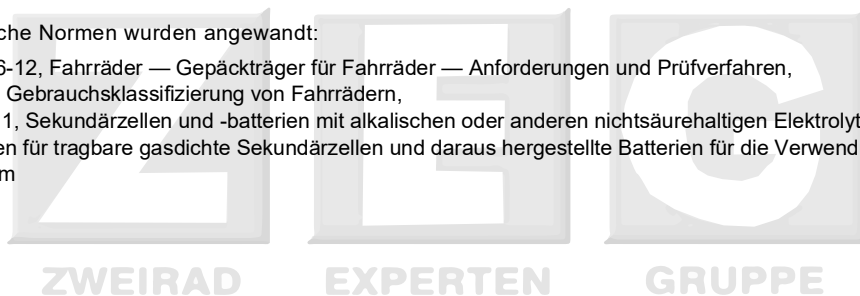 che Normen wurden angewandt:
6-12, Fahrräder — Gepäckträger für Fahrräder — Anforderungen und Prüfverfahren,
Gebrauchsklassifizierung von Fahrrädern,
1, Sekundärzellen und -batterien mit alkalischen oder anderen nichtsäurehaltigen Elektrolyt
en für tragbare gasdichte Sekundärzellen und daraus hergestellte Batterien für die Verwend
m
ZEG
ZWEIRAD EXPERTEN GRUPPE